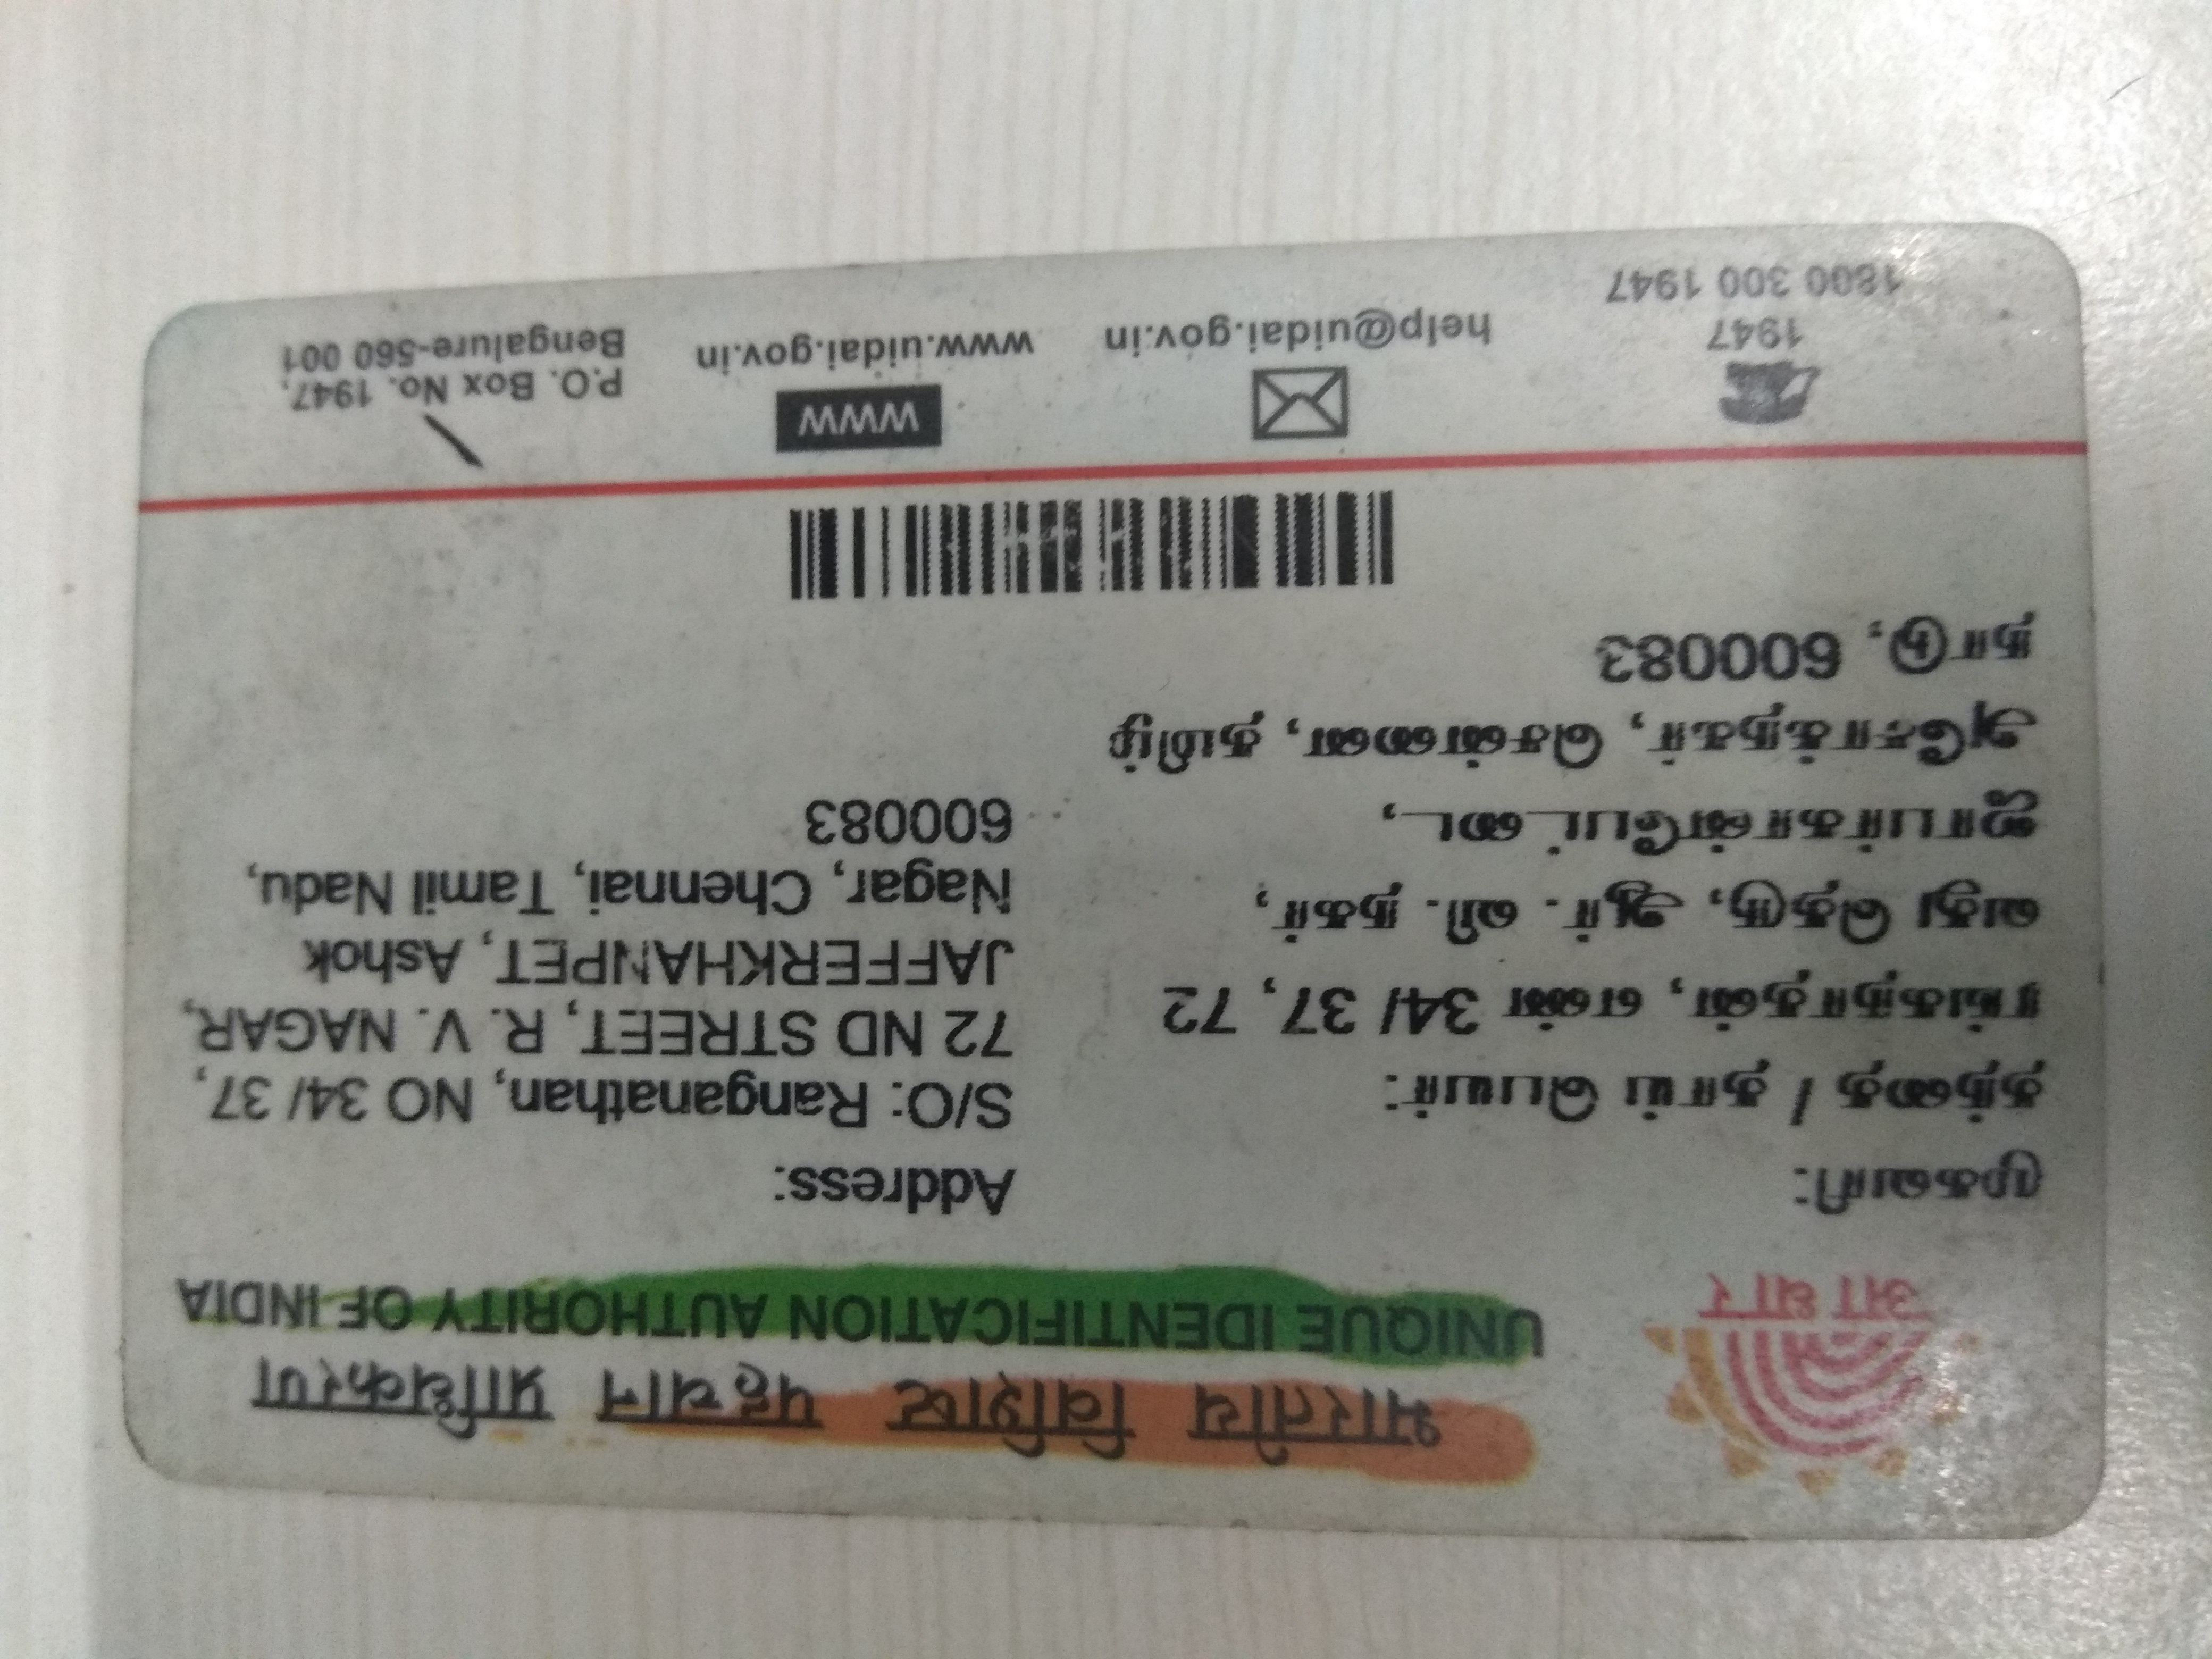 भारतीय विशिष्ट पहचान प्राधिकरण
UNIQUE IDENTIFICATION AUTHORITY OF INDIA
आधार
முகவரி:
தந்தை / தாய் பெயர்:
ரங்கநாதன், எண் 34/ 37, 72
வது தெரு, ஆர். வி. நகர்,
ஜாபர்கான்பேட்டை,
அசோக்நகர், சென்னை, தமிழ்
நாடு, 600083
Address:
S/O: Ranganathan, NO 34/ 37,
72 ND STREET, R. V. NAGAR,
JAFFERKHANPET, Ashok
Nagar, Chennai, Tamil Nadu,
600083
1947
1800 300 1947
help@uidai.gov.in
WWW
www.uidai.gov.in
P.O. Box No. 1947,
Bengalure-560 001